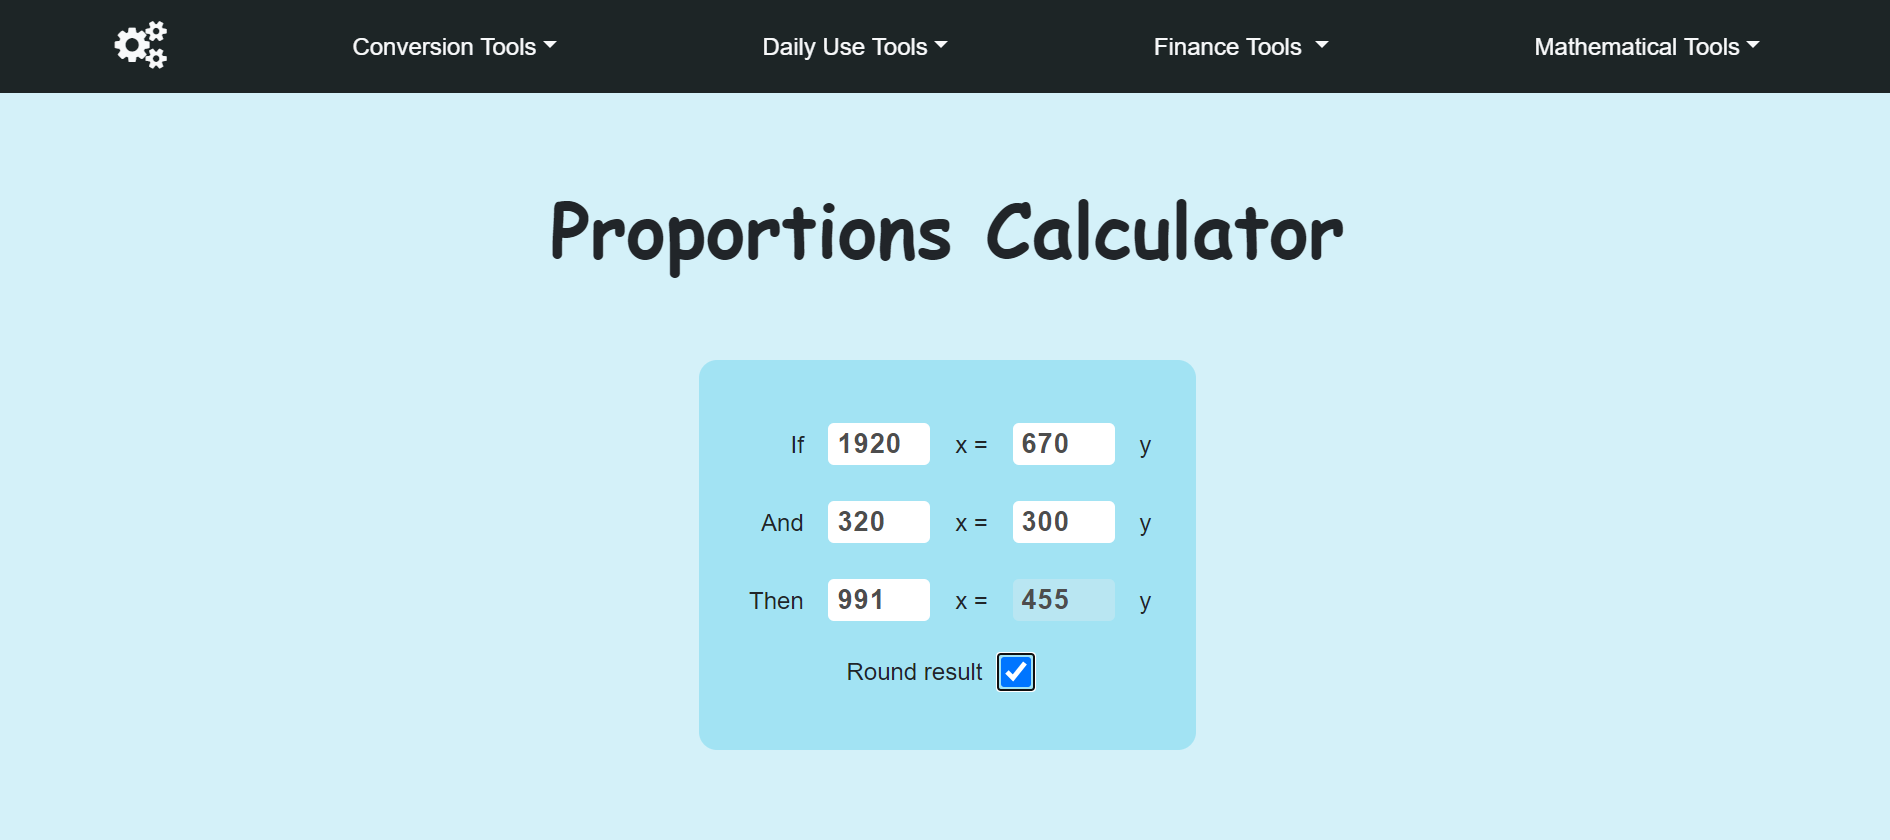 Conversion Tools Daily Use Tools Finance Tools Mathematical Tools
Proportions Calculator
If 1920 x = 670 y
And 320 x = 300 y
Then 991 x = 455 y
Round result